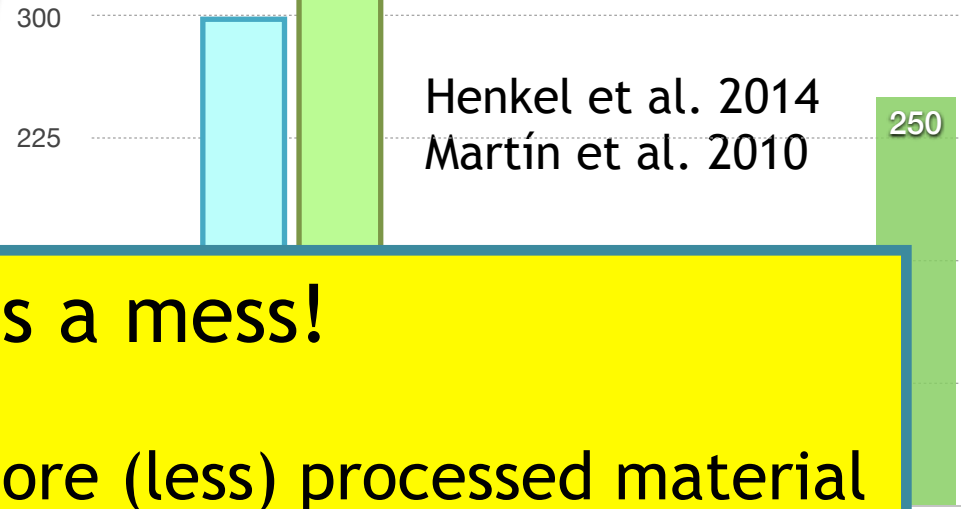 300
Henkel et al. 2014
250
225
Martín et al. 2010
s a mess!
ore (less) processed material